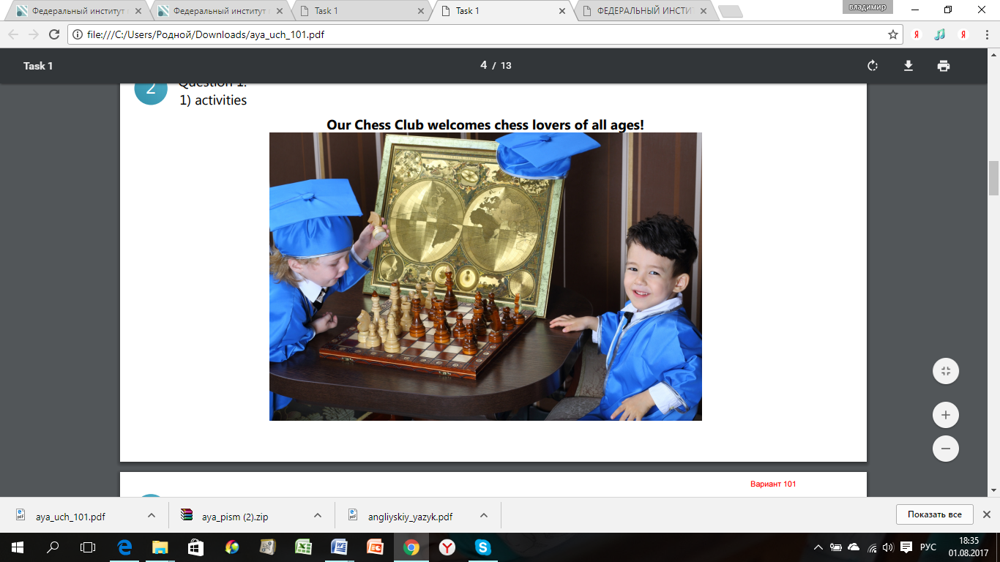 Федеральный институт
Федеральный институт
Task 1
Task 1
ФЕДЕРАЛЬНЫЙ ИНСТИ
владимир
file:///C:/Users/Родной/Downloads/aya_uch_101.pdf
Task 1
4 / 13
2
Question 1.
1) activities
Our Chess Club welcomes chess lovers of all ages!
Вариант 101
aya_uch_101.pdf
aya_pism (2).zip
angliyskiy_yazyk.pdf
Показать все
РУС
18:35
01.08.2017